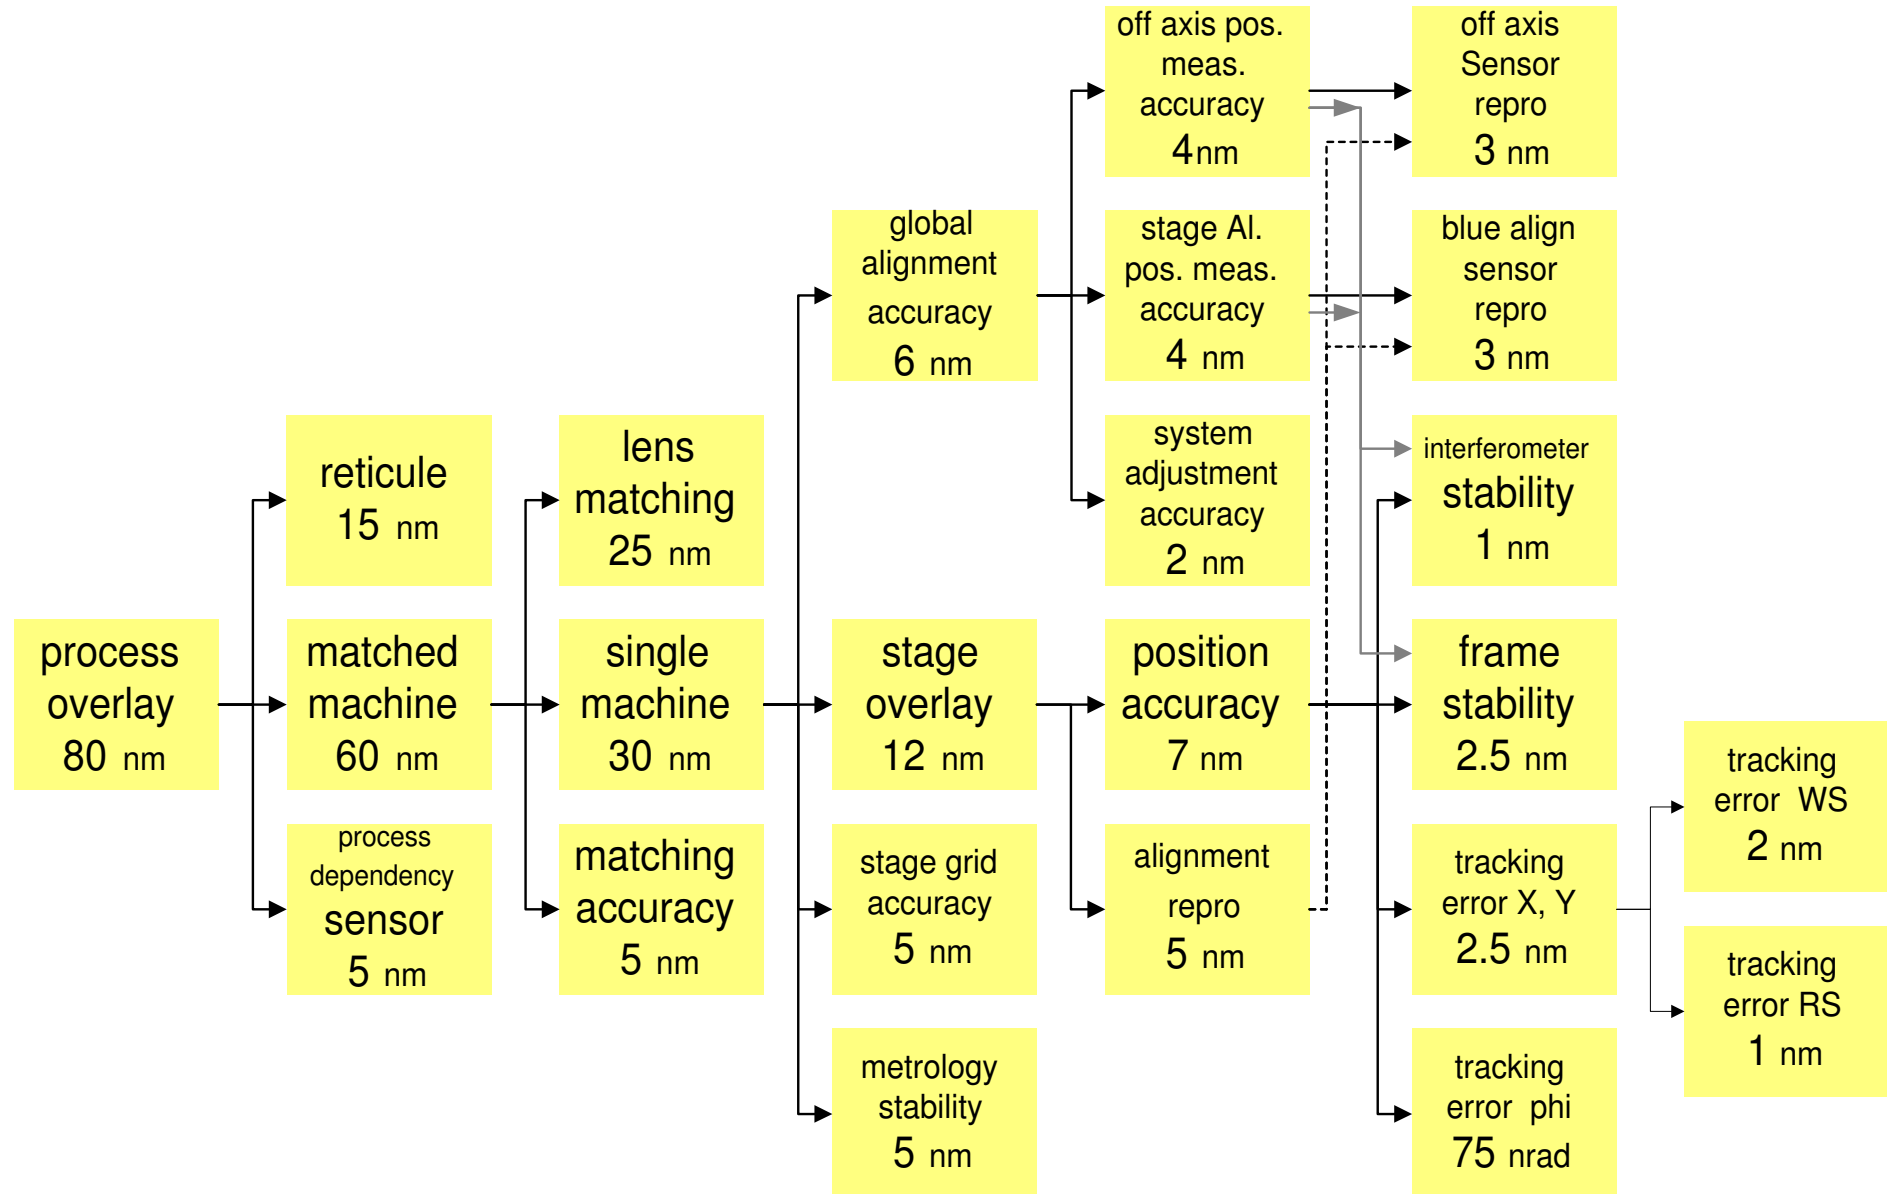 process
overlay
80 nm
reticule
15 nm
matched
machine
60 nm
process
dependency
sensor
5 nm
lens
matching
25 nm
single
machine
30 nm
matching
accuracy
5 nm
global
alignment
accuracy
6 nm
stage
overlay
12 nm
stage grid
accuracy
5 nm
metrology
stability
5 nm
off axis pos.
meas.
accuracy
4nm
stage Al.
pos. meas.
accuracy
4 nm
system
adjustment
accuracy
2 nm
position
accuracy
7 nm
alignment
repro
5 nm
off axis
Sensor
repro
3 nm
blue align
sensor
repro
3 nm
interferometer
stability
1 nm
frame
stability
2.5 nm
tracking
error X, Y
2.5 nm
tracking
error phi
75 nrad
tracking
error WS
2 nm
tracking
error RS
1 nm